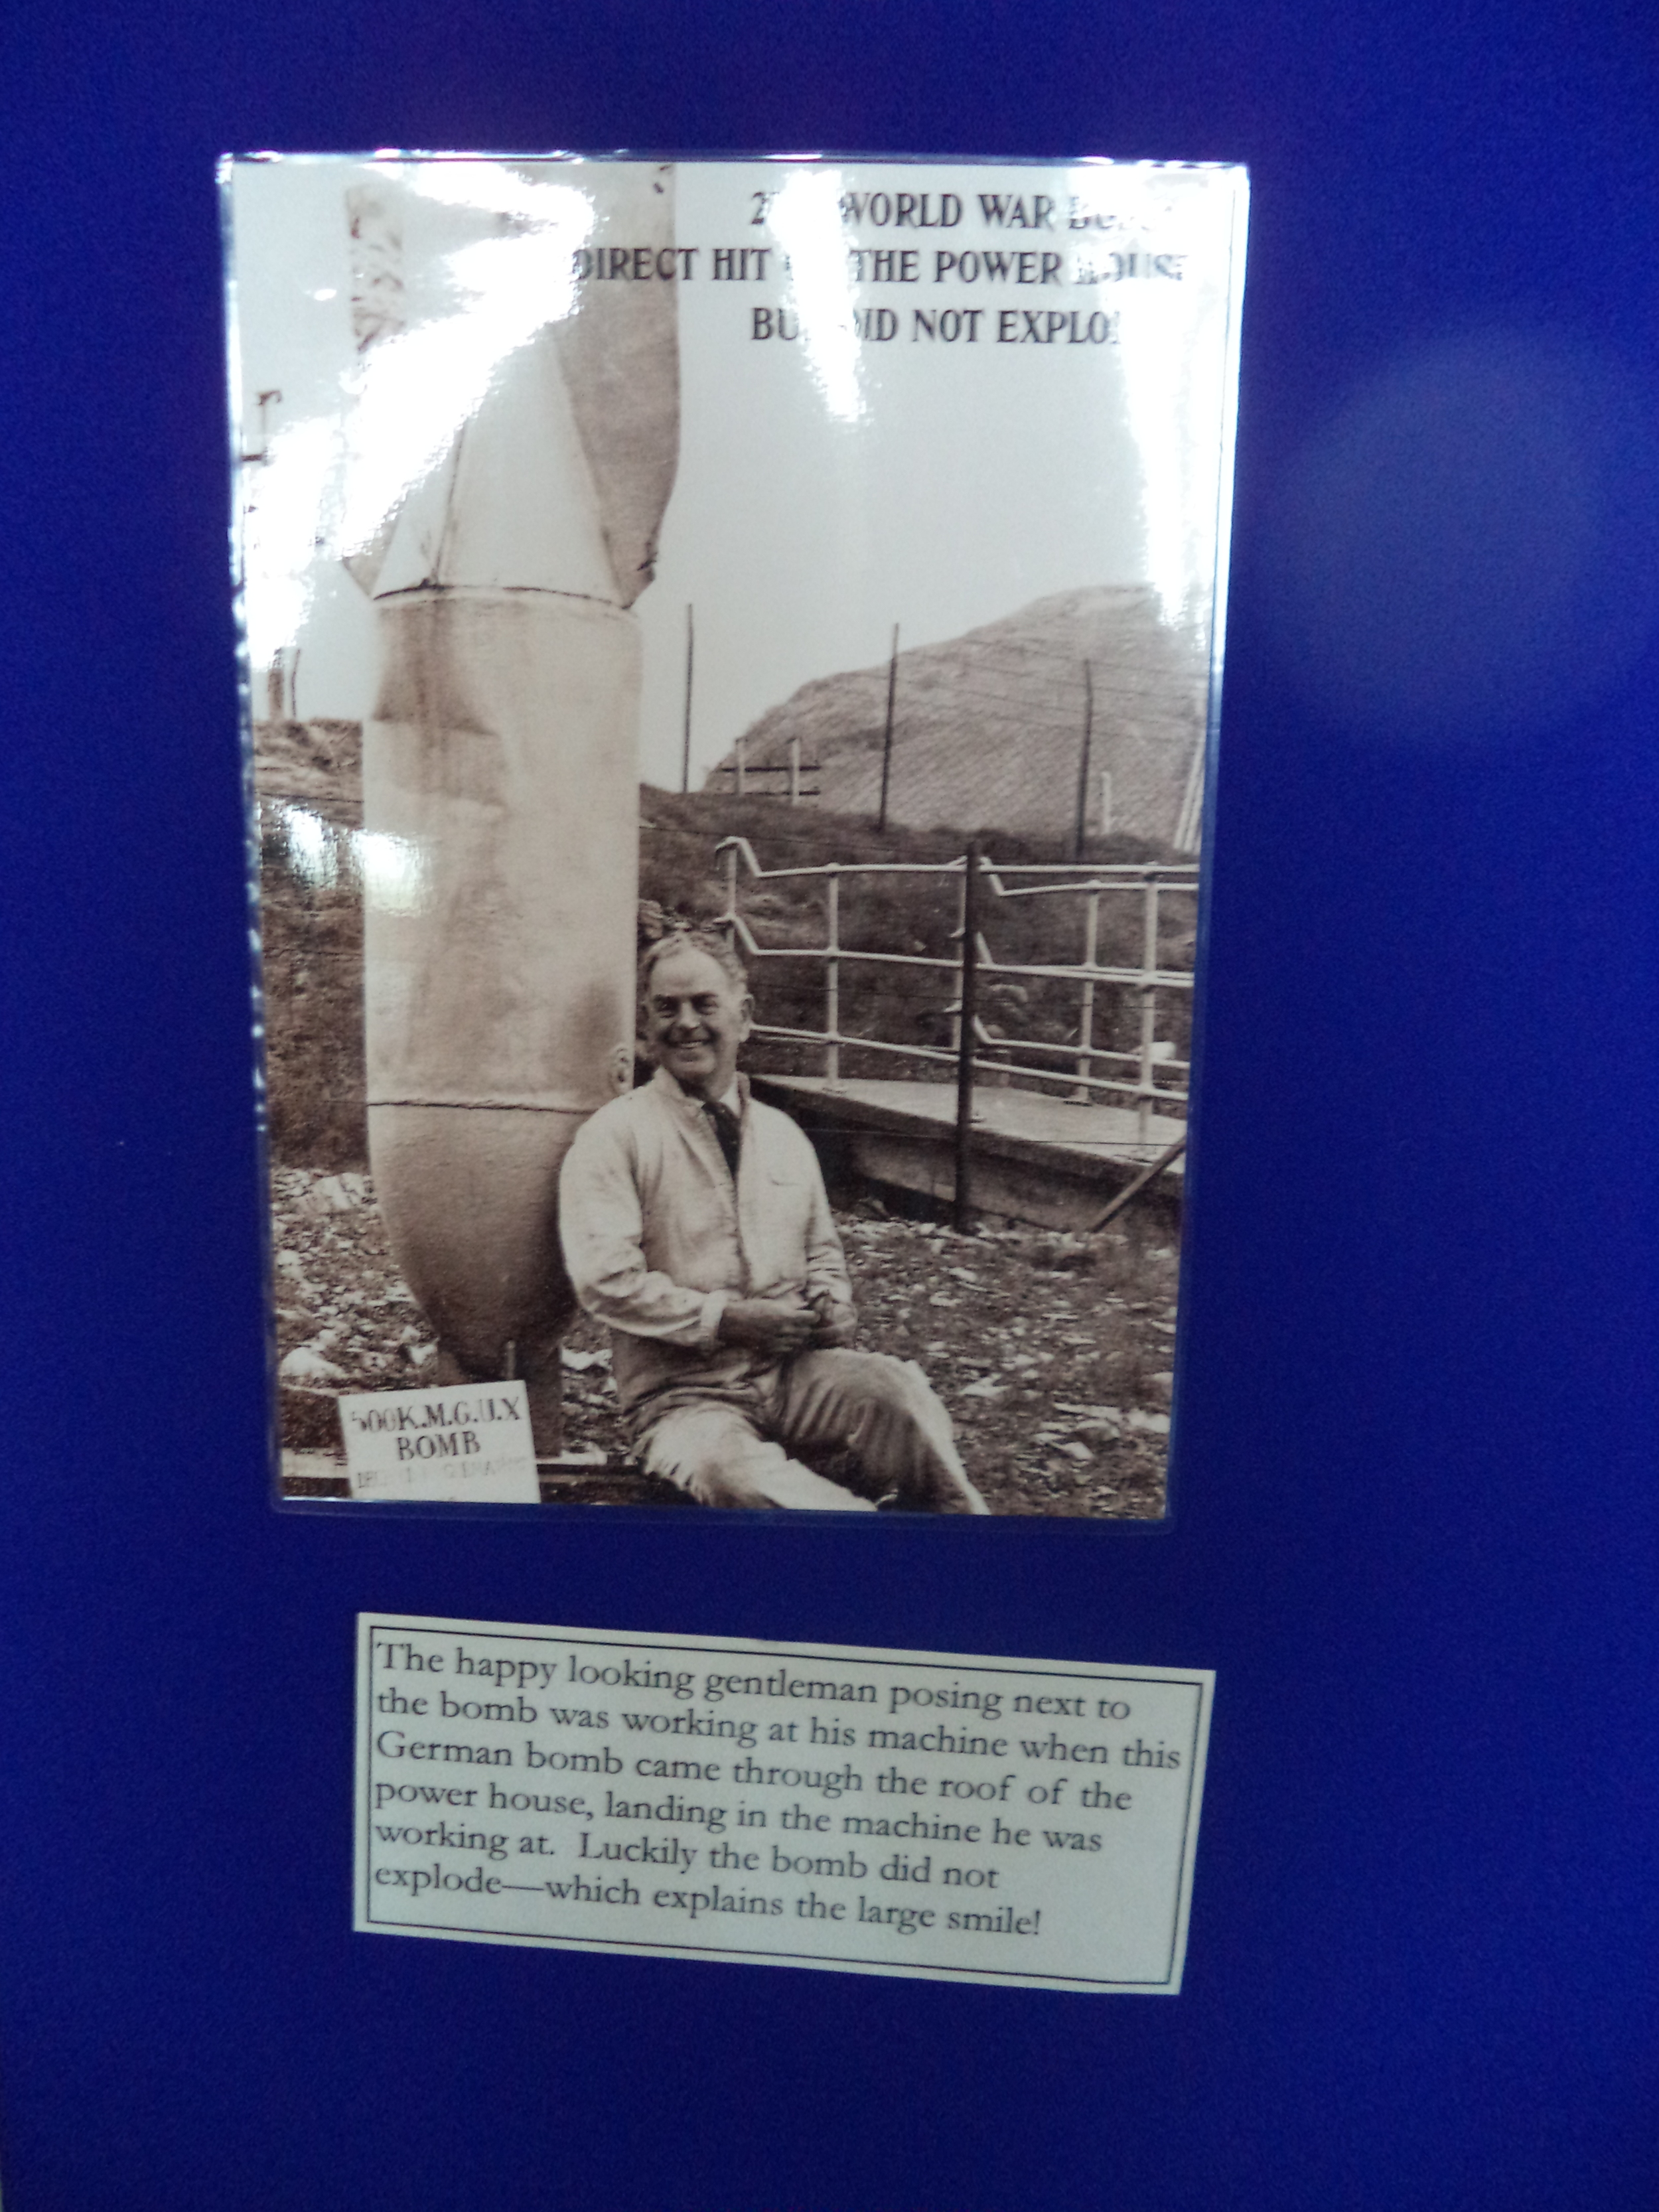 WORLD WAR
DIRECT HIT THE POWER HOUSE
NOT
500K.M.G.U.X
BOMB
The happy looking gentleman posing next to
the bomb was working at his machine when this
German bomb came through the roof of the
power house, landing in the machine he was
working at. Luckily the bomb did not
explode—which explains the large smile!